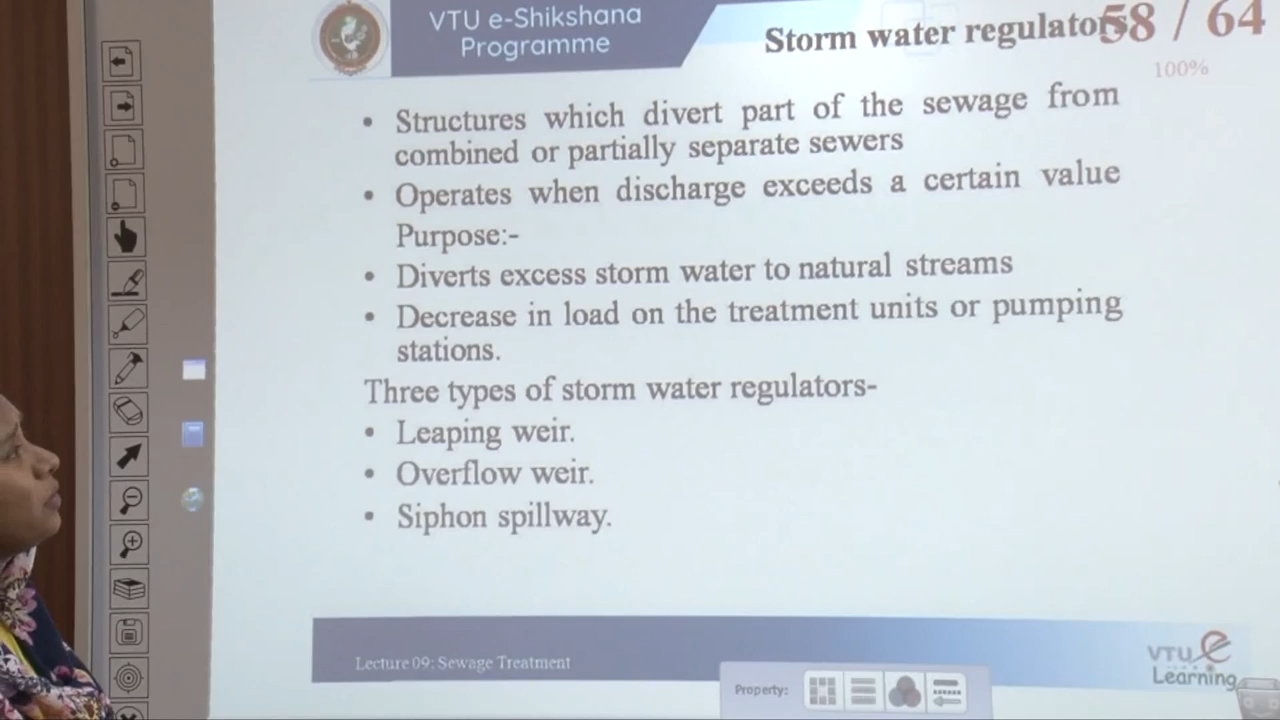 VTU e-Shikshana
Programme
Storm water regulators
58 / 64
100%
• Structures which divert part of the sewage from
combined or partially separate sewers
• Operates when discharge exceeds a certain value
Purpose:-
• Diverts excess storm water to natural streams
• Decrease in load on the treatment units or pumping
stations.
Three types of storm water regulators-
• Leaping weir.
• Overflow weir.
• Siphon spillway.
Lecture 09: Sewage Treatment
VTU e
Learning
Property: